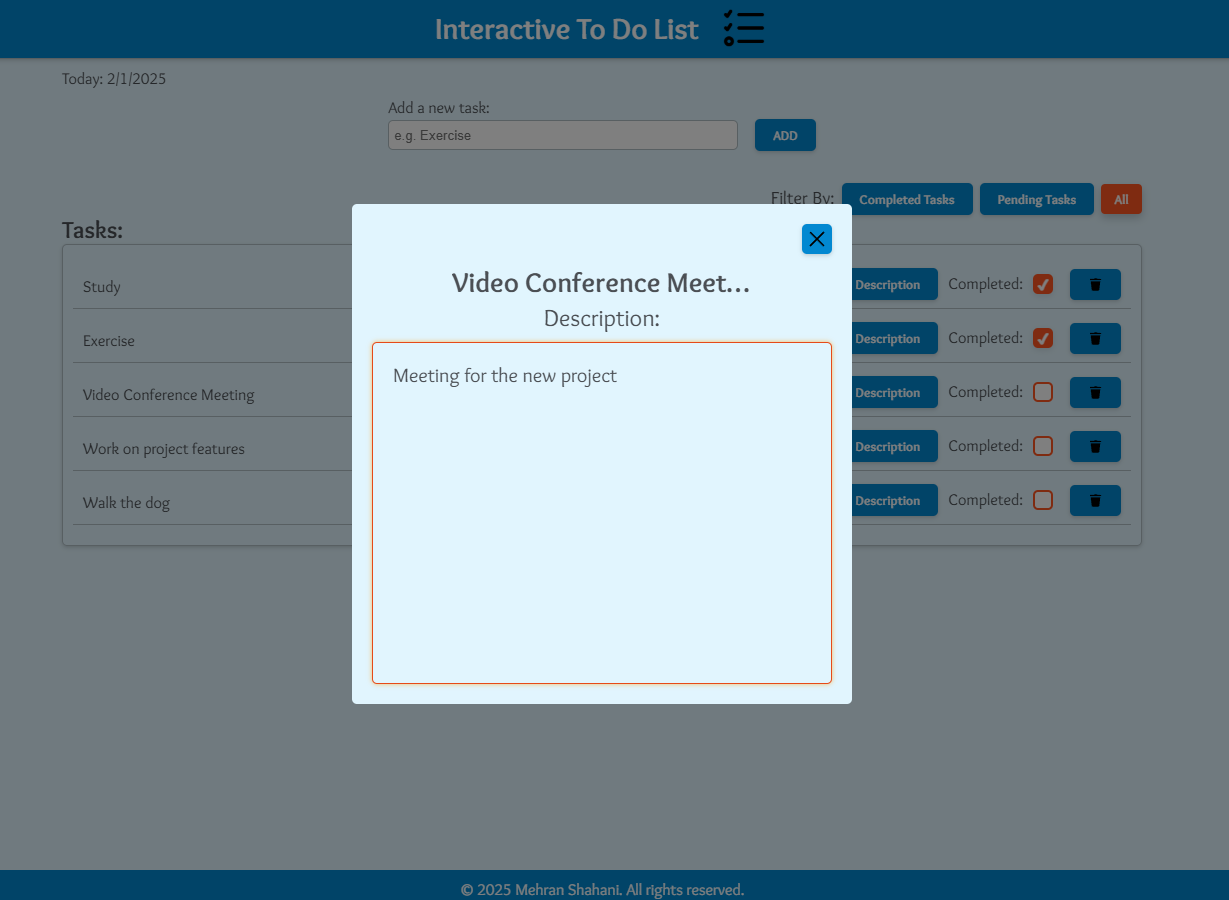 Interactive To Do List
Today: 2/1/2025
Add a new task:
e.g. Exercise
ADD
Filter By:
Completed Tasks
Pending Tasks
All
Tasks:
Study
Description
Completed:
Exercise
Description
Completed:
Video Conference Meeting
Description
Completed:
Work on project features
Description
Completed:
Walk the dog
Description
Completed:
Video Conference Meet...
Description:
Meeting for the new project
© 2025 Mehran Shahani. All rights reserved.